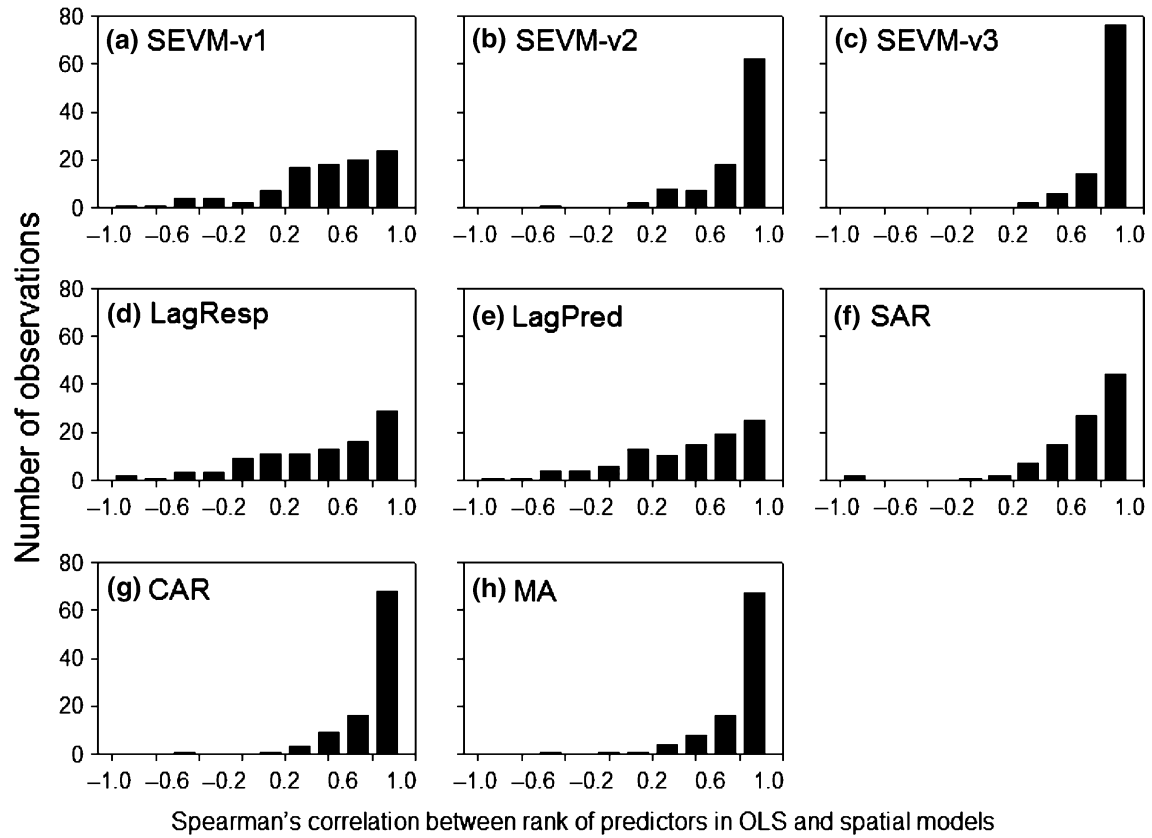 80 (a) SEVM-v1 (b) SEVM-v2 (c) SEVM-v3
60
40
20
0
−1.0 −0.6 −0.2 0.2 0.6 1.0 −1.0 −0.6 −0.2 0.2 0.6 1.0 −1.0 −0.6 −0.2 0.2 0.6 1.0
Number of observations
80 (d) LagResp (e) LagPred (f) SAR
60
40
20
0
−1.0 −0.6 −0.2 0.2 0.6 1.0 −1.0 −0.6 −0.2 0.2 0.6 1.0 −1.0 −0.6 −0.2 0.2 0.6 1.0
80 (g) CAR (h) MA
60
40
20
0
−1.0 −0.6 −0.2 0.2 0.6 1.0 −1.0 −0.6 −0.2 0.2 0.6 1.0
Spearman's correlation between rank of predictors in OLS and spatial models